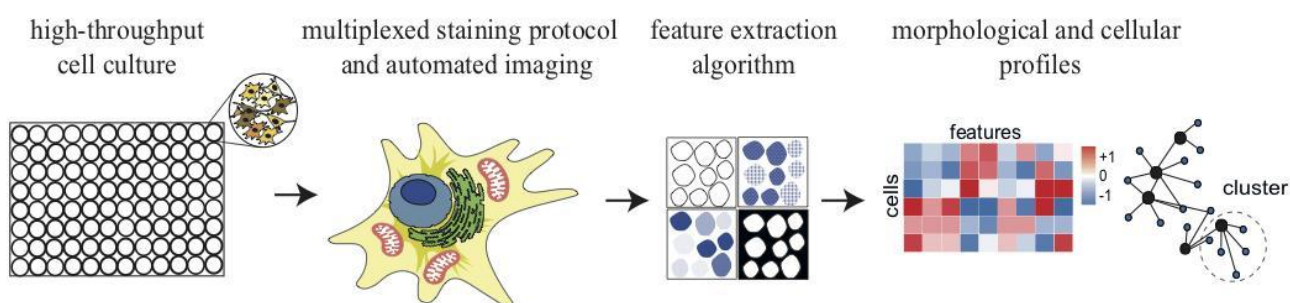 high-throughput
cell culture
multiplexed staining protocol
and automated imaging
feature extraction
algorithm
morphological and cellular
profiles
features
cells
+1
0
-1
cluster